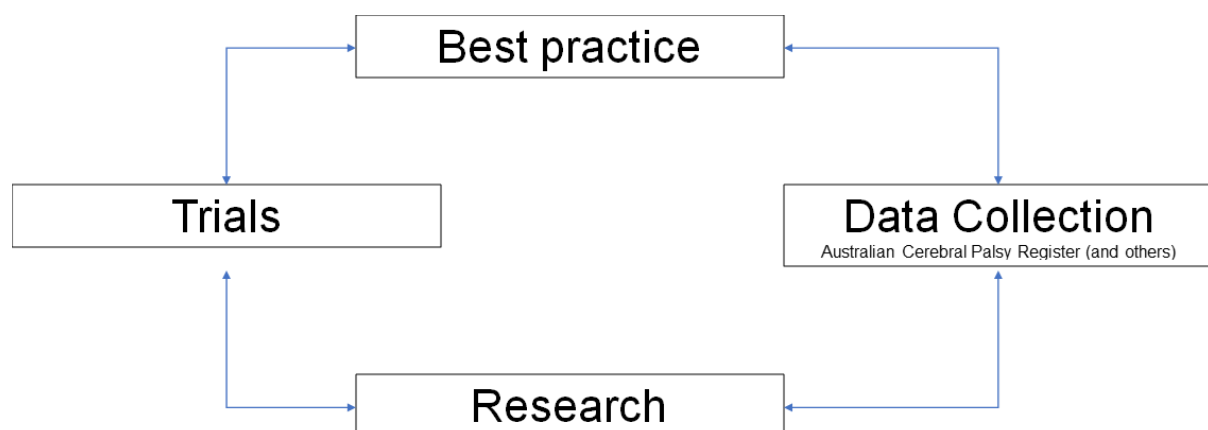 Best practice
Trials
Data Collection
Australian Cerebral Palsy Register (and others)
Research